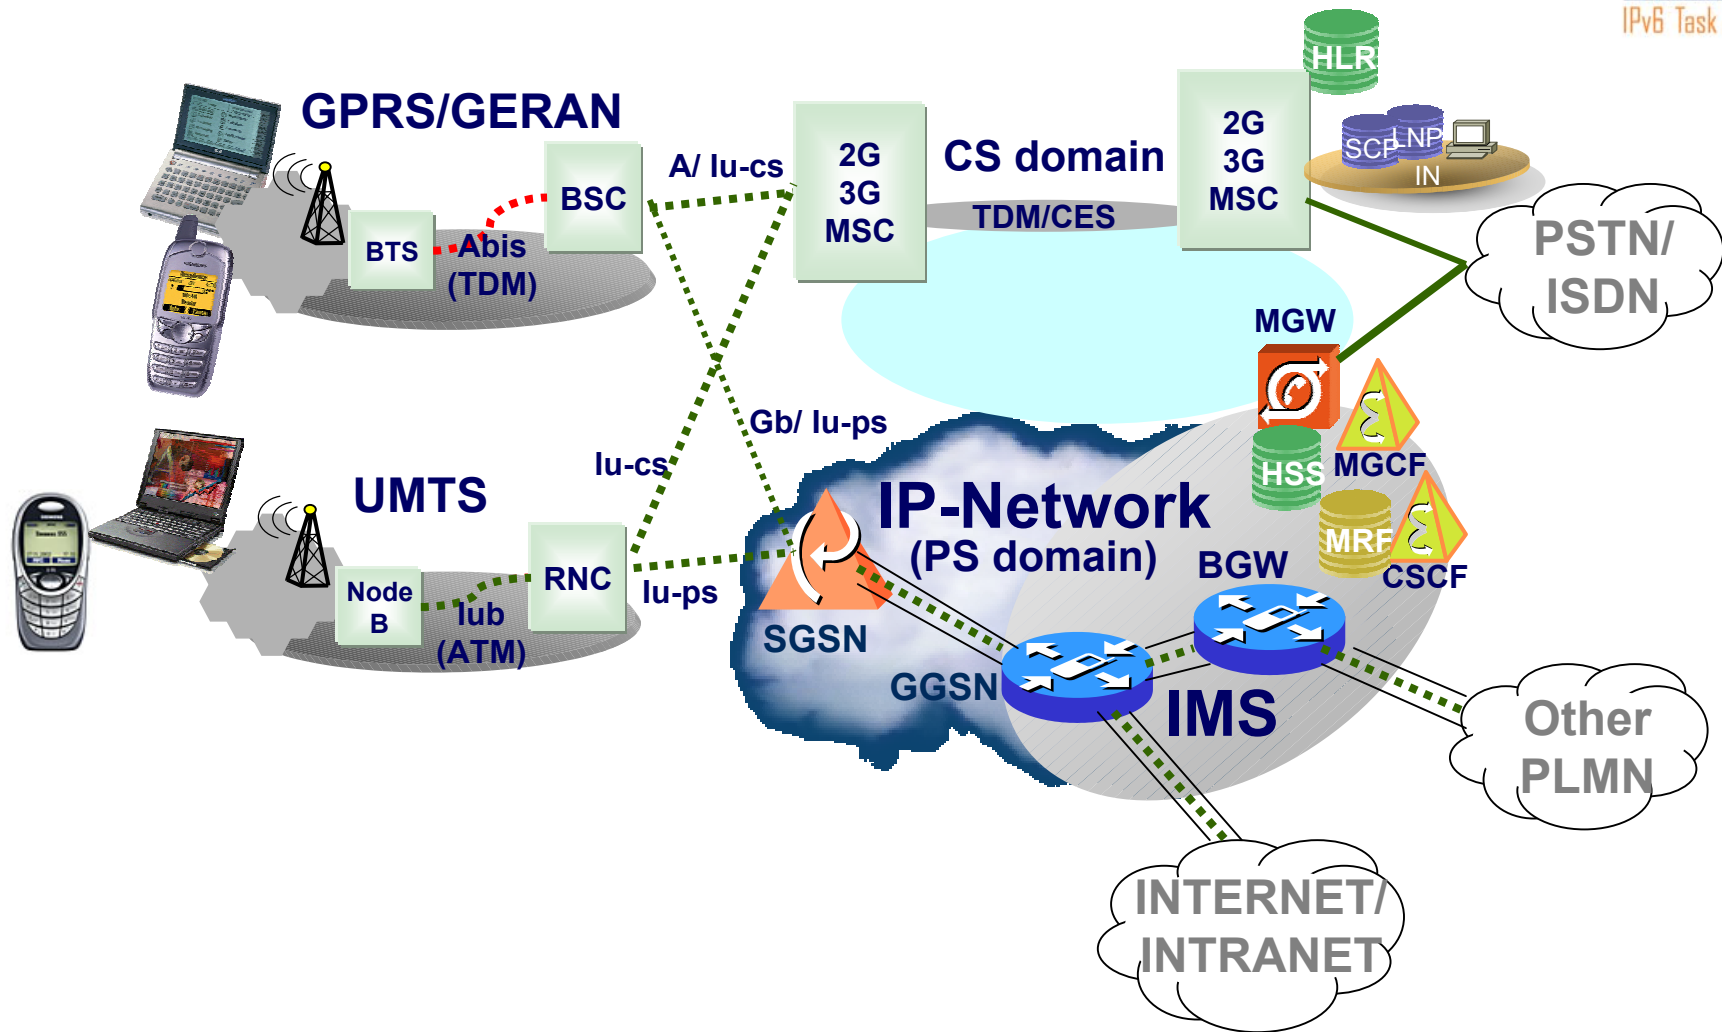 IPv6 Task
HLR
GPRS/GERAN
2G
3G
MSC
CS domain
2G
3G
MSC
SCP
LNP
IN
A/ Iu-cs
BSC
TDM/CES
BTS
Abis
(TDM)
PSTN/
ISDN
MGW
Gb/ Iu-ps
Iu-cs
HSS
MGCF
UMTS
IP-Network
(PS domain)
MRF
CSCF
BGW
RNC
Node
B
Iub
(ATM)
Iu-ps
SGSN
GGSN
IMS
Other
PLMN
INTERNET/
INTRANET